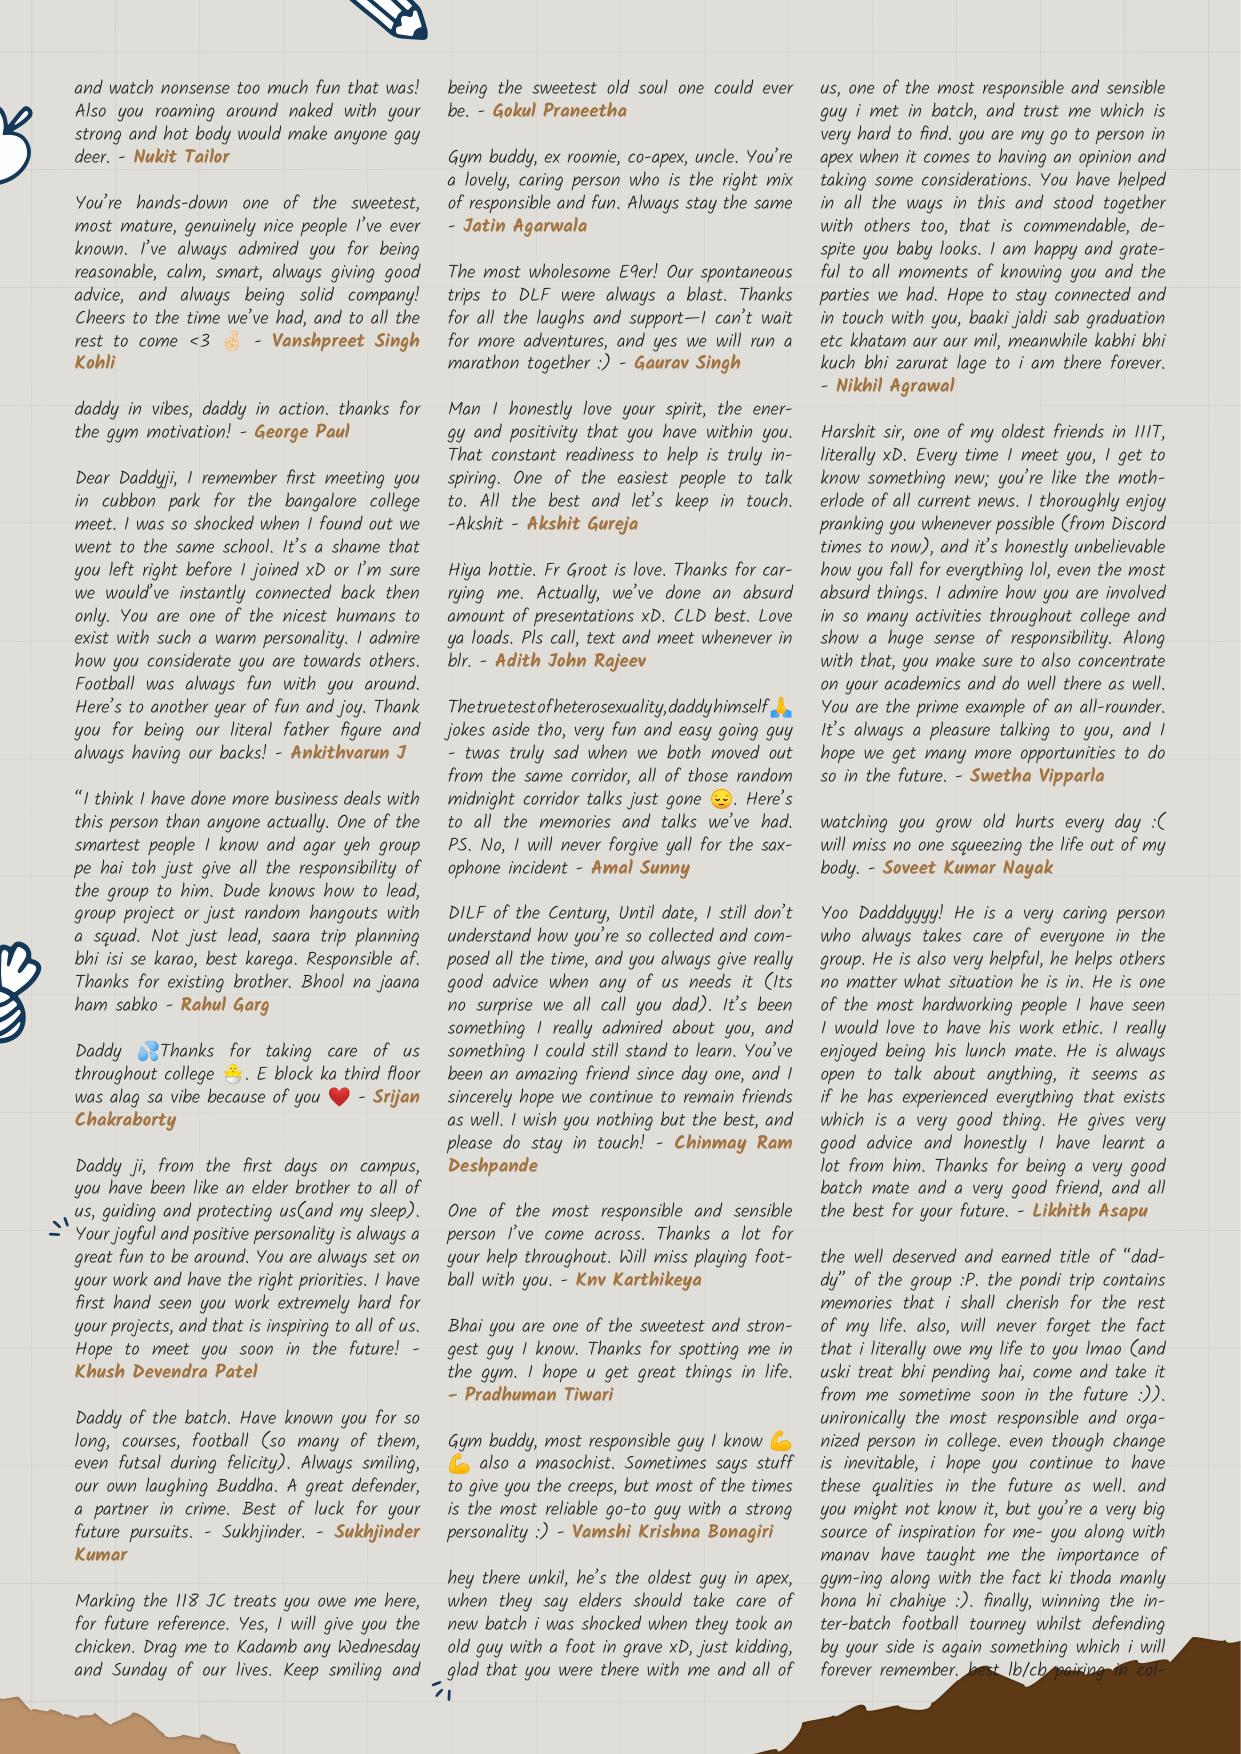 and watch nonsense too much fun that was!
Also you roaming around naked with your
strong and hot body would make anyone gay
deer. - Nukit Tailor
You're hands-down one of the sweetest,
most mature, genuinely nice people I've ever
known. I've always admired you for being
reasonable, calm, smart, always giving good
advice, and always being solid company!
Cheers to the time we've had, and to all the
rest to come <3 ✌🏻 - Vanshpreet Singh
Kohli
daddy in vibes, daddy in action. thanks for
the gym motivation! - George Paul
Dear Daddyji, I remember first meeting you
in cubbon park for the bangalore college
meet. I was so shocked when I found out we
went to the same school. It's a shame that
you left right before I joined xD or I'm sure
we would've instantly connected back then
only. You are one of the nicest humans to
exist with such a warm personality. I admire
how you considerate you are towards others.
Football was always fun with you around.
Here's to another year of fun and joy. Thank
you for being our literal father figure and
always having our backs! - Ankithvarun J
"I think I have done more business deals with
this person than anyone actually. One of the
smartest people I know and agar yeh group
pe hai toh just give all the responsibility of
the group to him. Dude knows how to lead,
group project or just random hangouts with
a squad. Not just lead, saara trip planning
bhi isi se karao, best karega. Responsible af.
Thanks for existing brother. Bhool na jaana
ham sabko - Rahul Garg
Daddy 💦Thanks for taking care of us
throughout college 🐣. E block ka third floor
was alag sa vibe because of you ❤️ - Srijan
Chakraborty
Daddy ji, from the first days on campus,
you have been like an elder brother to all of
us, guiding and protecting us(and my sleep).
Your joyful and positive personality is always a
great fun to be around. You are always set on
your work and have the right priorities. I have
first hand seen you work extremely hard for
your projects, and that is inspiring to all of us.
Hope to meet you soon in the future! -
Khush Devendra Patel
Daddy of the batch. Have known you for so
long, courses, football (so many of them,
even futsal during felicity). Always smiling,
our own laughing Buddha. A great defender,
a partner in crime. Best of luck for your
future pursuits. - Sukhjinder. - Sukhjinder
Kumar
Marking the 118 JC treats you owe me here,
for future reference. Yes, I will give you the
chicken. Drag me to Kadamb any Wednesday
and Sunday of our lives. Keep smiling and
being the sweetest old soul one could ever
be. - Gokul Praneetha
Gym buddy, ex roomie, co-apex, uncle. You're
a lovely, caring person who is the right mix
of responsible and fun. Always stay the same
- Jatin Agarwala
The most wholesome E9er! Our spontaneous
trips to DLF were always a blast. Thanks
for all the laughs and support—I can't wait
for more adventures, and yes we will run a
marathon together :) - Gaurav Singh
Man I honestly love your spirit, the ener-
gy and positivity that you have within you.
That constant readiness to help is truly in-
spiring. One of the easiest people to talk
to. All the best and let's keep in touch.
-Akshit - Akshit Gureja
Hiya hottie. Fr Groot is love. Thanks for car-
rying me. Actually, we've done an absurd
amount of presentations xD. CLD best. Love
ya loads. Pls call, text and meet whenever in
blr. - Adith John Rajeev
The true test of heterosexuality, daddy himself 🙏
jokes aside tho, very fun and easy going guy
- twas truly sad when we both moved out
from the same corridor, all of those random
midnight corridor talks just gone 😔. Here's
to all the memories and talks we've had.
PS. No, I will never forgive yall for the sax-
ophone incident - Amal Sunny
DILF of the Century, Until date, I still don't
understand how you're so collected and com-
posed all the time, and you always give really
good advice when any of us needs it (Its
no surprise we all call you dad). It's been
something I really admired about you, and
something I could still stand to learn. You've
been an amazing friend since day one, and I
sincerely hope we continue to remain friends
as well. I wish you nothing but the best, and
please do stay in touch! - Chinmay Ram
Deshpande
One of the most responsible and sensible
person I've come across. Thanks a lot for
your help throughout. Will miss playing foot-
ball with you. - Knv Karthikeya
Bhai you are one of the sweetest and stron-
gest guy I know. Thanks for spotting me in
the gym. I hope u get great things in life.
- Pradhuman Tiwari
Gym buddy, most responsible guy I know 💪
💪 also a masochist. Sometimes says stuff
to give you the creeps, but most of the times
is the most reliable go-to guy with a strong
personality :) - Vamshi Krishna Bonagiri
hey there unkil, he's the oldest guy in apex,
when they say elders should take care of
new batch i was shocked when they took an
old guy with a foot in grave xD, just kidding,
glad that you were there with me and all of
us, one of the most responsible and sensible
guy i met in batch, and trust me which is
very hard to find. you are my go to person in
apex when it comes to having an opinion and
taking some considerations. You have helped
in all the ways in this and stood together
with others too, that is commendable, de-
spite you baby looks. I am happy and grate-
ful to all moments of knowing you and the
parties we had. Hope to stay connected and
in touch with you, baaki jaldi sab graduation
etc khatam aur aur mil, meanwhile kabhi bhi
kuch bhi zarurat lage to i am there forever.
- Nikhil Agrawal
Harshit sir, one of my oldest friends in IIIT,
literally xD. Every time I meet you, I get to
know something new; you're like the moth-
erlode of all current news. I thoroughly enjoy
pranking you whenever possible (from Discord
times to now), and it's honestly unbelievable
how you fall for everything lol, even the most
absurd things. I admire how you are involved
in so many activities throughout college and
show a huge sense of responsibility. Along
with that, you make sure to also concentrate
on your academics and do well there as well.
You are the prime example of an all-rounder.
It's always a pleasure talking to you, and I
hope we get many more opportunities to do
so in the future. - Swetha Vipparla
watching you grow old hurts every day :(
will miss no one squeezing the life out of my
body. - Soveet Kumar Nayak
Yoo Dadddyyyy! He is a very caring person
who always takes care of everyone in the
group. He is also very helpful, he helps others
no matter what situation he is in. He is one
of the most hardworking people I have seen
I would love to have his work ethic. I really
enjoyed being his lunch mate. He is always
open to talk about anything, it seems as
if he has experienced everything that exists
which is a very good thing. He gives very
good advice and honestly I have learnt a
lot from him. Thanks for being a very good
batch mate and a very good friend, and all
the best for your future. - Likhith Asapu
the well deserved and earned title of "dad-
dy" of the group :P. the pondi trip contains
memories that i shall cherish for the rest
of my life. also, will never forget the fact
that i literally owe my life to you lmao (and
uski treat bhi pending hai, come and take it
from me sometime soon in the future :)).
unironically the most responsible and orga-
nized person in college. even though change
is inevitable, i hope you continue to have
these qualities in the future as well. and
you might not know it, but you're a very big
source of inspiration for me- you along with
manav have taught me the importance of
gym-ing along with the fact ki thoda manly
hona hi chahiye :). finally, winning the in-
ter-batch football tourney whilst defending
by your side is again something which i will
forever remember. best lb/cb pairing in col-